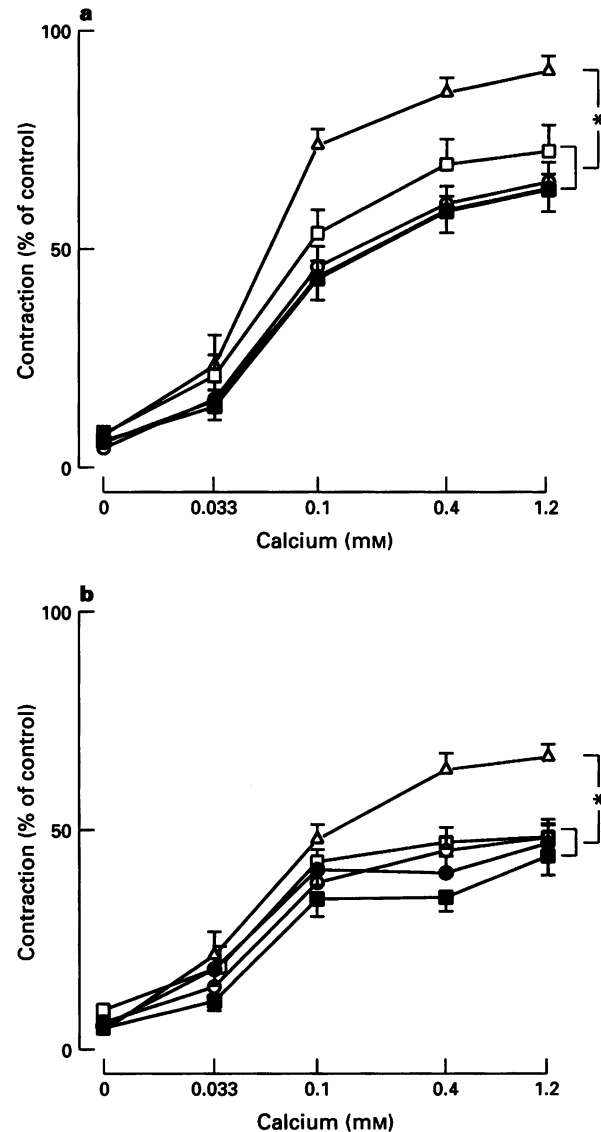 a
100
50
0
Contraction (% of control)
*
0 0.033 0.1 0.4 1.2
Calcium (mM)
b
100
50
0
Contraction (% of control)
*
0 0.033 0.1 0.4 1.2
Calcium (mM)